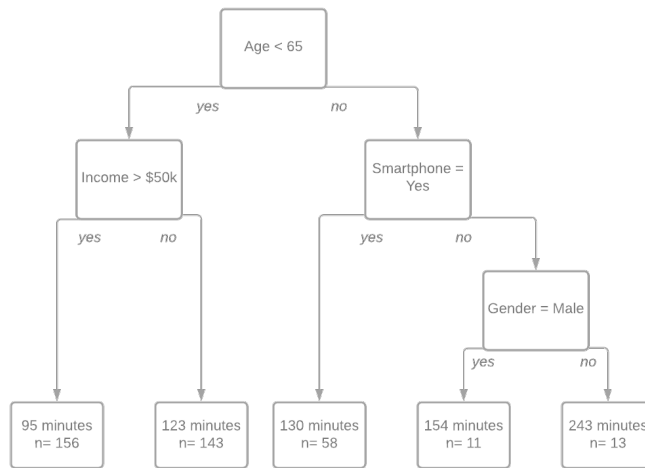 Age < 65
yes
no
Income > $50k
Smartphone =
Yes
yes
no
yes
no
Gender = Male
yes
no
95 minutes
n= 156
123 minutes
n= 143
130 minutes
n= 58
154 minutes
n= 11
243 minutes
n= 13